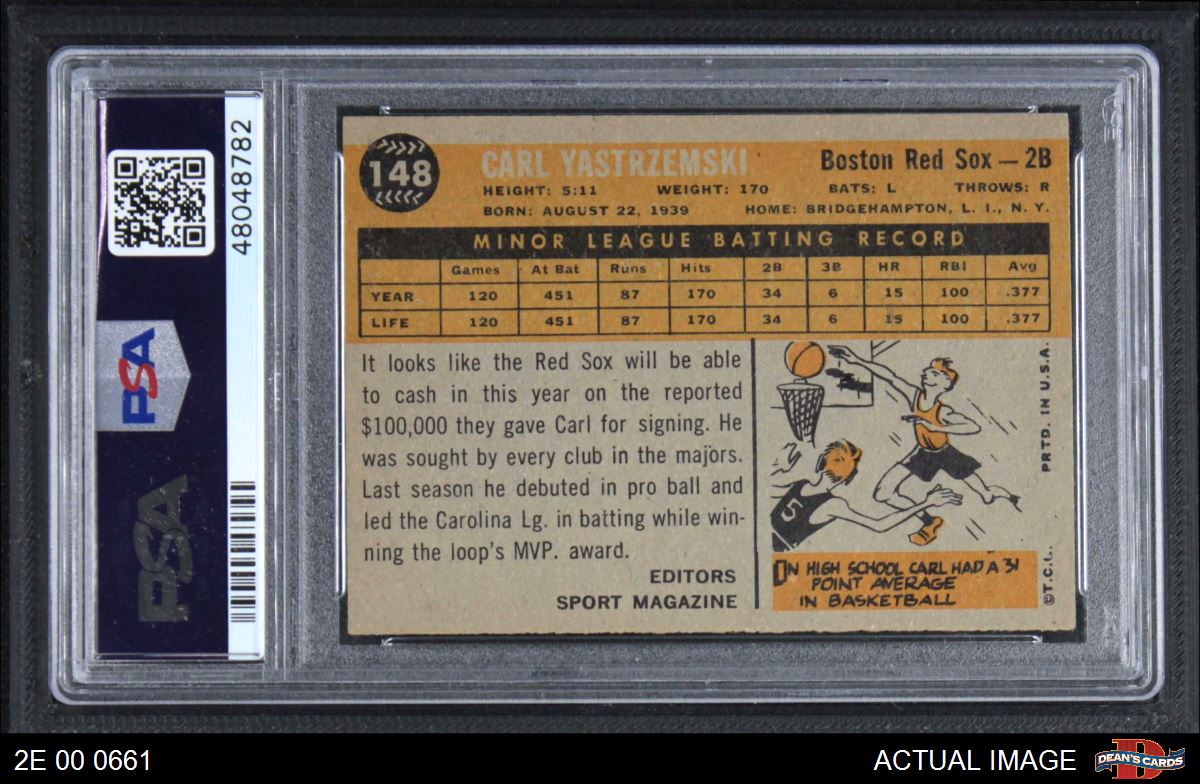 148
CARL YASTRZEMSKI
Boston Red Sox — 2B
HEIGHT: 5:11 WEIGHT: 170 BATS: L THROWS: R
BORN: AUGUST 22, 1939 HOME: BRIDGEHAMPTON, L. I., N. Y.
MINOR LEAGUE BATTING RECORD
Games At Bat Runs Hits 2B 3B HR RBI Avg
YEAR 120 451 87 170 34 6 15 100 .377
LIFE 120 451 87 170 34 6 15 100 .377
It looks like the Red Sox will be able
to cash in this year on the reported
$100,000 they gave Carl for signing. He
was sought by every club in the majors.
Last season he debuted in pro ball and
led the Carolina Lg. in batting while win-
ning the loop's MVP. award.
EDITORS
SPORT MAGAZINE
5
IN HIGH SCHOOL CARL HAD A 31
POINT AVERAGE
IN BASKETBALL
©T.C.G. PRTD. IN U.S.A.
48048782
PSA
PSA
2E 00 0661
ACTUAL IMAGE
DEAN'S CARDS